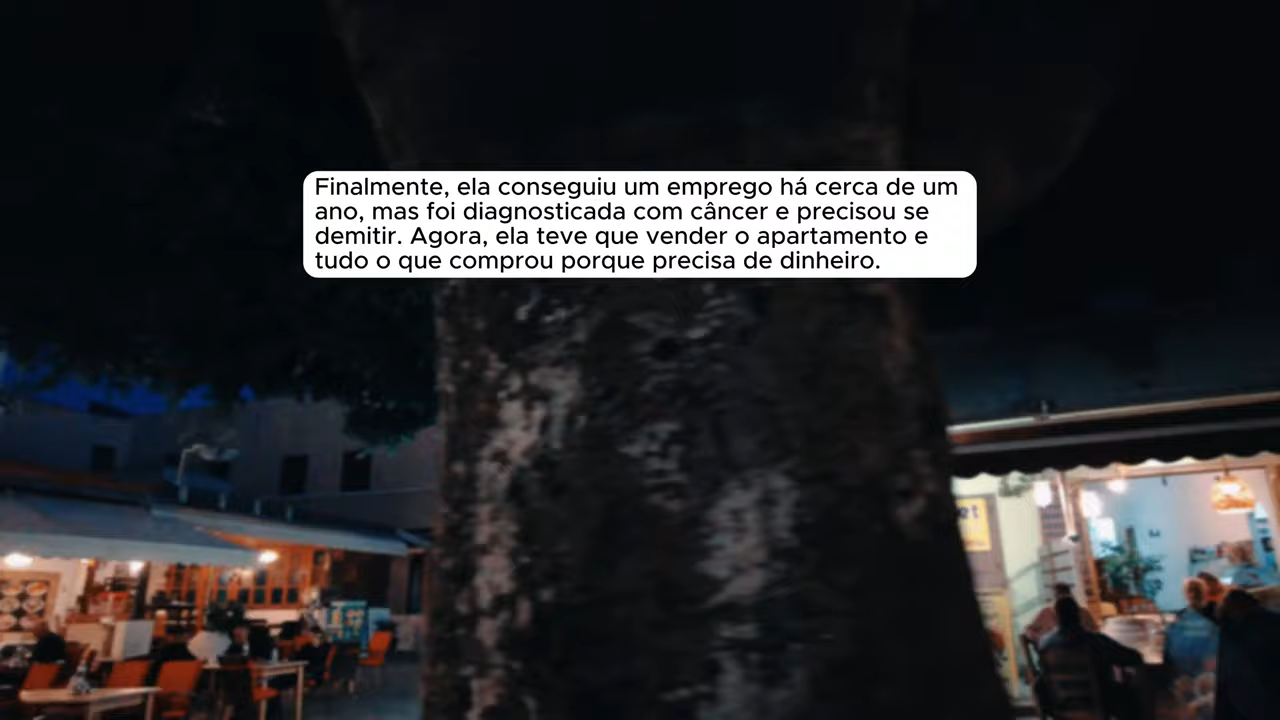 Finalmente, ela conseguiu um emprego há cerca de um
ano, mas foi diagnosticada com câncer e precisou se
demitir. Agora, ela teve que vender o apartamento e
tudo o que comprou porque precisa de dinheiro.